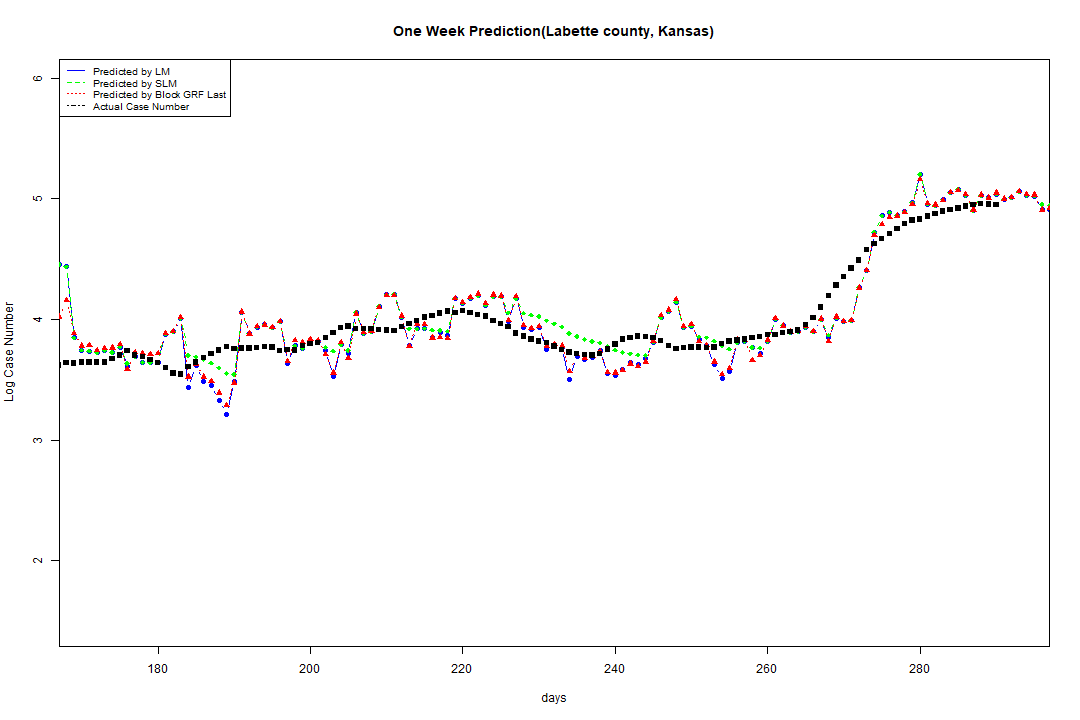 One Week Prediction(Labette county, Kansas)
Predicted by LM
Predicted by SLM
Predicted by Block GRF Last
Actual Case Number
6
5
4
3
2
Log Case Number
180 200 220 240 260 280
days